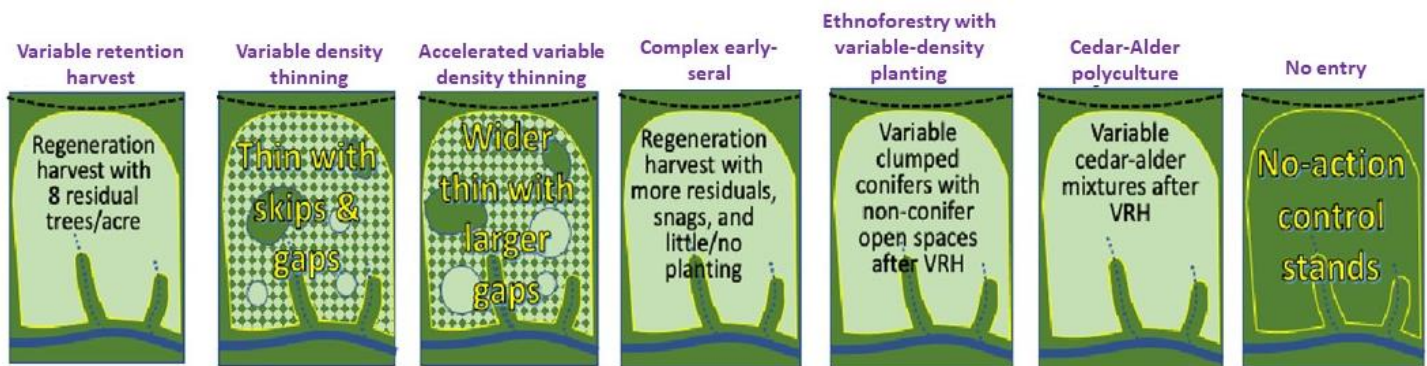 Variable retention
harvest
Regeneration
harvest with
8 residual
trees/acre
Variable density
thinning
Thin with
skips &
gaps
Accelerated variable
density thinning
Wider
thin with
larger
gaps
Complex early-
seral
Regeneration
harvest with
more residuals,
snags, and
little/no
planting
Ethnoforestry with
variable-density
planting
Variable
clumped
conifers with
non-conifer
open spaces
after VRH
Cedar-Alder
polyculture
Variable
cedar-alder
mixtures after
VRH
No entry
No-action
control
stands